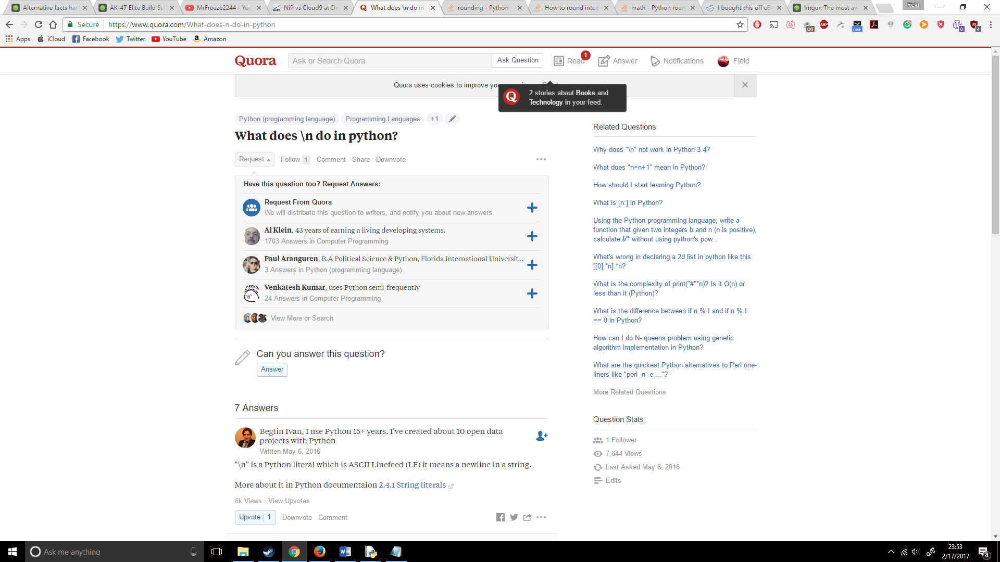 Alternative facts har
AK-47 Elite Build Sta
MrFreeze2244 - You
NiP vs Cloud9 at Dre
What does \n do in
rounding - Python -
How to round integ
math - Python roun
I bought this off eB
Imgur: The most aw
Field
Secure
https://www.quora.com/What-does-n-do-in-python
Off
ABP
new
0
4
Apps
iCloud
Facebook
Twitter
YouTube
Amazon
Quora
Ask or Search Quora
Ask Question
Read
1
Answer
Notifications
Field
Quora uses cookies to improve you
2 stories about Books and
Technology in your feed.
Python (programming language)
Programming Languages
+1
What does \n do in python?
Request
Follow 1
Comment
Share
Downvote
Have this question too? Request Answers:
Request From Quora
We will distribute this question to writers, and notify you about new answers.
Al Klein, 43 years of earning a living developing systems.
1703 Answers in Computer Programming
Paul Aranguren, B.A Political Science & Python, Florida International Universit...
3 Answers in Python (programming language)
Venkatesh Kumar, uses Python semi-frequently
24 Answers in Computer Programming
View More or Search
Can you answer this question?
Answer
7 Answers
Begtin Ivan, I use Python 15+ years. I've created about 10 open data
projects with Python
Written May 6, 2016
"\n" is a Python literal which is ASCII Linefeed (LF) it means a newline in a string.
More about it in Python documentaion 2.4.1 String literals
6k Views · View Upvotes
Upvote | 1
Downvote
Comment
Related Questions
Why does "\n" not work in Python 3.4?
What does "n=n+1" mean in Python?
How should I start learning Python?
What is [n:] in Python?
Using the Python programming language, write a
function that given two integers b and n (n is positive),
calculate bⁿ without using python's pow...
What's wrong in declaring a 2d list in python like this
[[0] *n] *n?
What is the complexity of print("#"*n)? Is it O(n) or
less than it (Python)?
What is the difference between if n % I and if n % I
== 0 in Python?
How can I do N- queens problem using genetic
algorithm implementation in Python?
What are the quickest Python alternatives to Perl one-
liners like "perl -n -e ..."?
More Related Questions
Question Stats
1 Follower
7,644 Views
Last Asked May 6, 2016
Edits
Ask me anything
23:53
2/17/2017
4